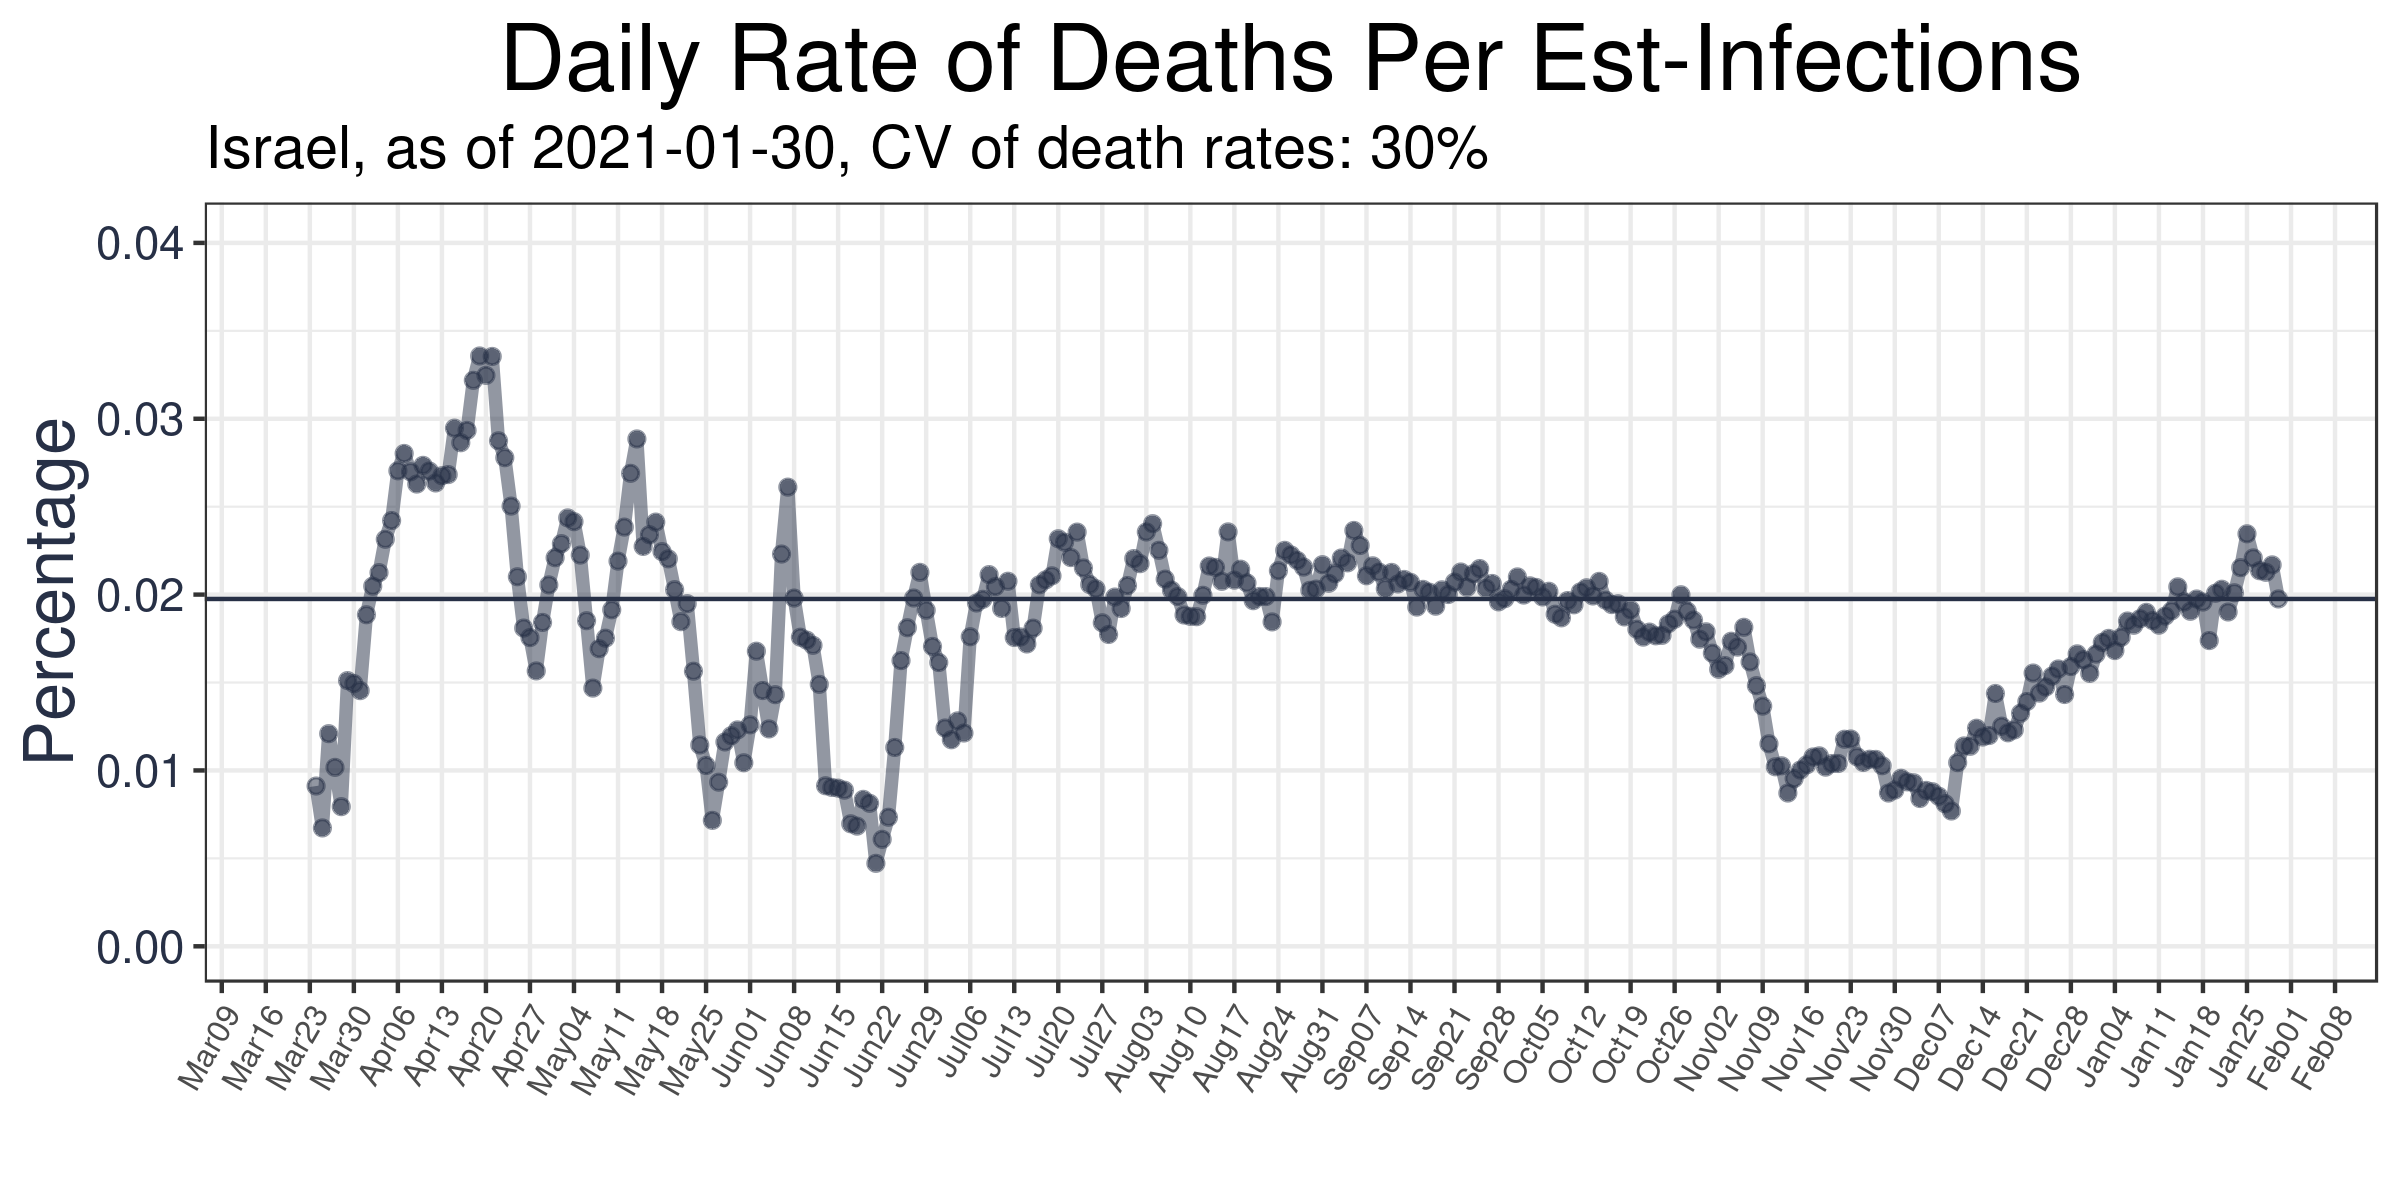 Daily Rate of Deaths Per Est-Infections
Israel, as of 2021-01-30, CV of death rates: 30%
Percentage
0.04
0.03
0.02
0.01
0.00
Mar09
Mar16
Mar23
Mar30
Apr06
Apr13
Apr20
Apr27
May04
May11
May18
May25
Jun01
Jun08
Jun15
Jun22
Jun29
Jul06
Jul13
Jul20
Jul27
Aug03
Aug10
Aug17
Aug24
Aug31
Sep07
Sep14
Sep21
Sep28
Oct05
Oct12
Oct19
Oct26
Nov02
Nov09
Nov16
Nov23
Nov30
Dec07
Dec14
Dec21
Dec28
Jan04
Jan11
Jan18
Jan25
Feb01
Feb08